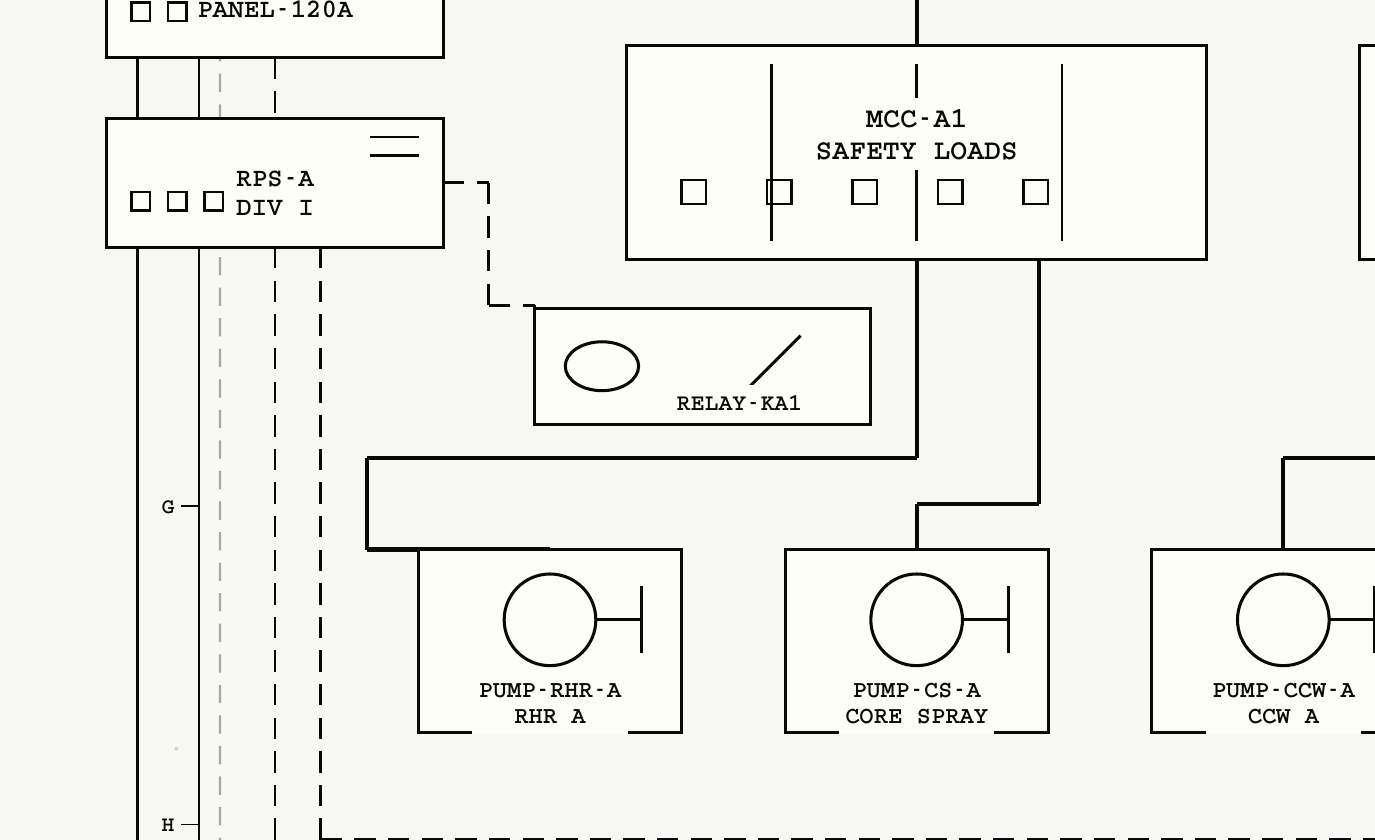 PANEL-120A
MCC-A1
SAFETY LOADS
RPS-A
DIV I
RELAY-KA1
G
PUMP-RHR-A
RHR A
PUMP-CS-A
CORE SPRAY
PUMP-CCW-A
CCW A
H